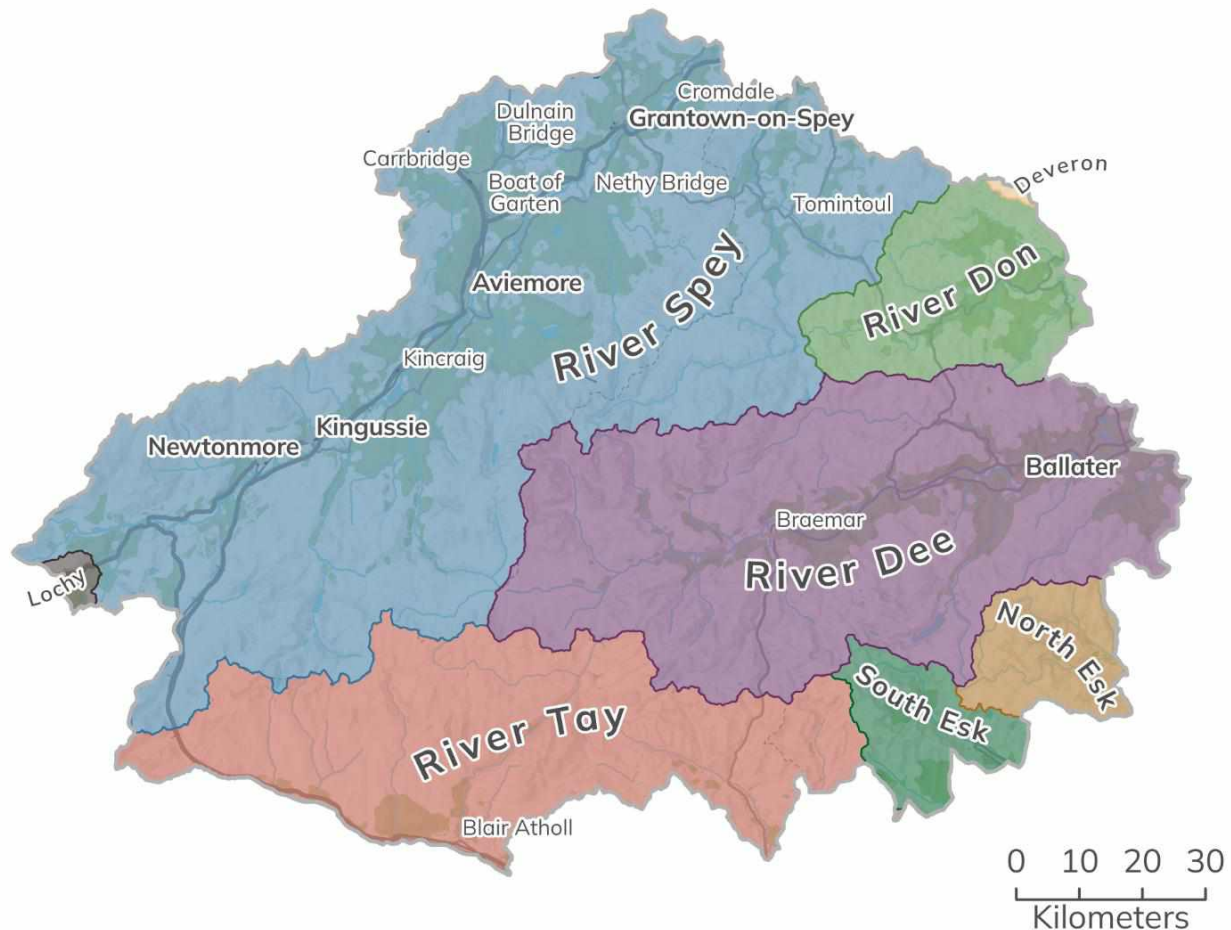 Cromdale
Dulnain
Bridge
Grantown-on-Spey
Carrbridge
Boat of
Garten
Nethy Bridge
Deveron
Tomintoul
Aviemore
River Spey
River Don
Kincraig
Kingussie
Newtonmore
Ballater
Braemar
River Dee
Lochy
North Esk
South Esk
River Tay
Blair Atholl
0 10 20 30
Kilometers